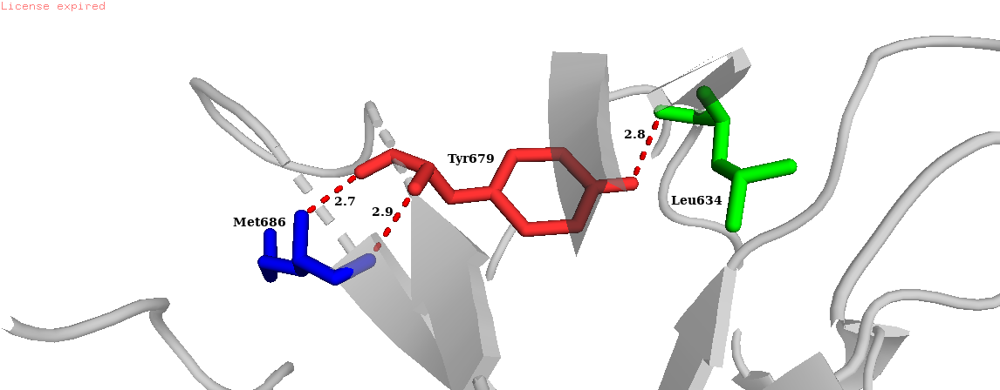 License expired
2.8
Tyr679
Leu634
2.7
2.9
Met686